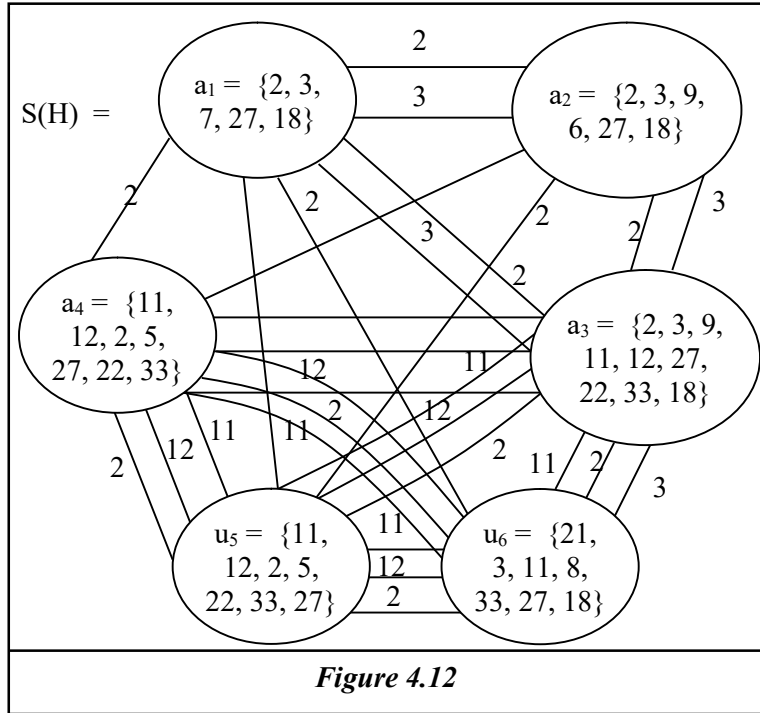 2
a₁ = {2, 3,
7, 27, 18}
3
a₂ = {2, 3, 9,
6, 27, 18}
S(H) =
2
2
3
2
2
3
2
a₄ = {11,
12, 2, 5,
27, 22, 33}
a₃ = {2, 3, 9,
11, 12, 27,
22, 33, 18}
11
12
2
12
11
11
12
2
2
11
2
3
u₅ = {11,
12, 2, 5,
22, 33, 27}
11
12
2
u₆ = {21,
3, 11, 8,
33, 27, 18}
Figure 4.12